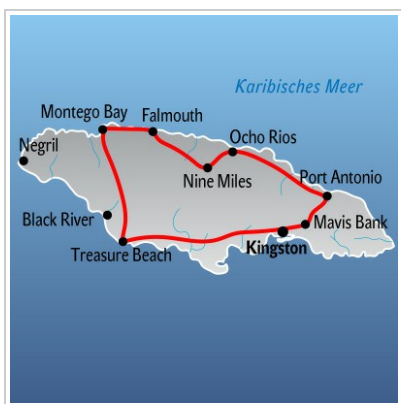 Karibisches Meer
Montego Bay
Falmouth
Ocho Rios
Negril
Nine Miles
Port Antonio
Black River
Mavis Bank
Kingston
Treasure Beach